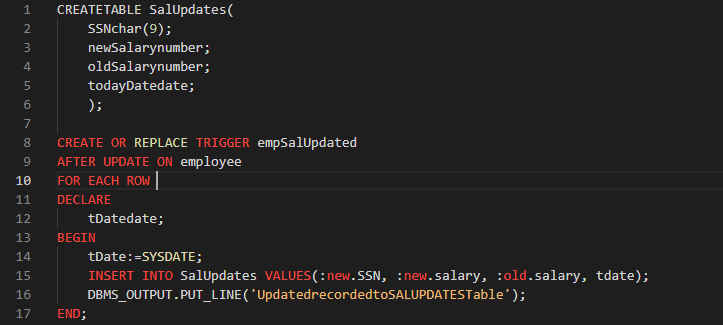 1 CREATETABLE SalUpdates(
2 SSNchar(9);
3 newSalarynumber;
4 oldSalarynumber;
5 todayDatedate;
6 );
7
8 CREATE OR REPLACE TRIGGER empSalUpdated
9 AFTER UPDATE ON employee
10 FOR EACH ROW
11 DECLARE
12 tDatedate;
13 BEGIN
14 tDate:=SYSDATE;
15 INSERT INTO SalUpdates VALUES(:new.SSN, :new.salary, :old.salary, tdate);
16 DBMS_OUTPUT.PUT_LINE('UpdatedrecordedtoSALUPDATESTable');
17 END;